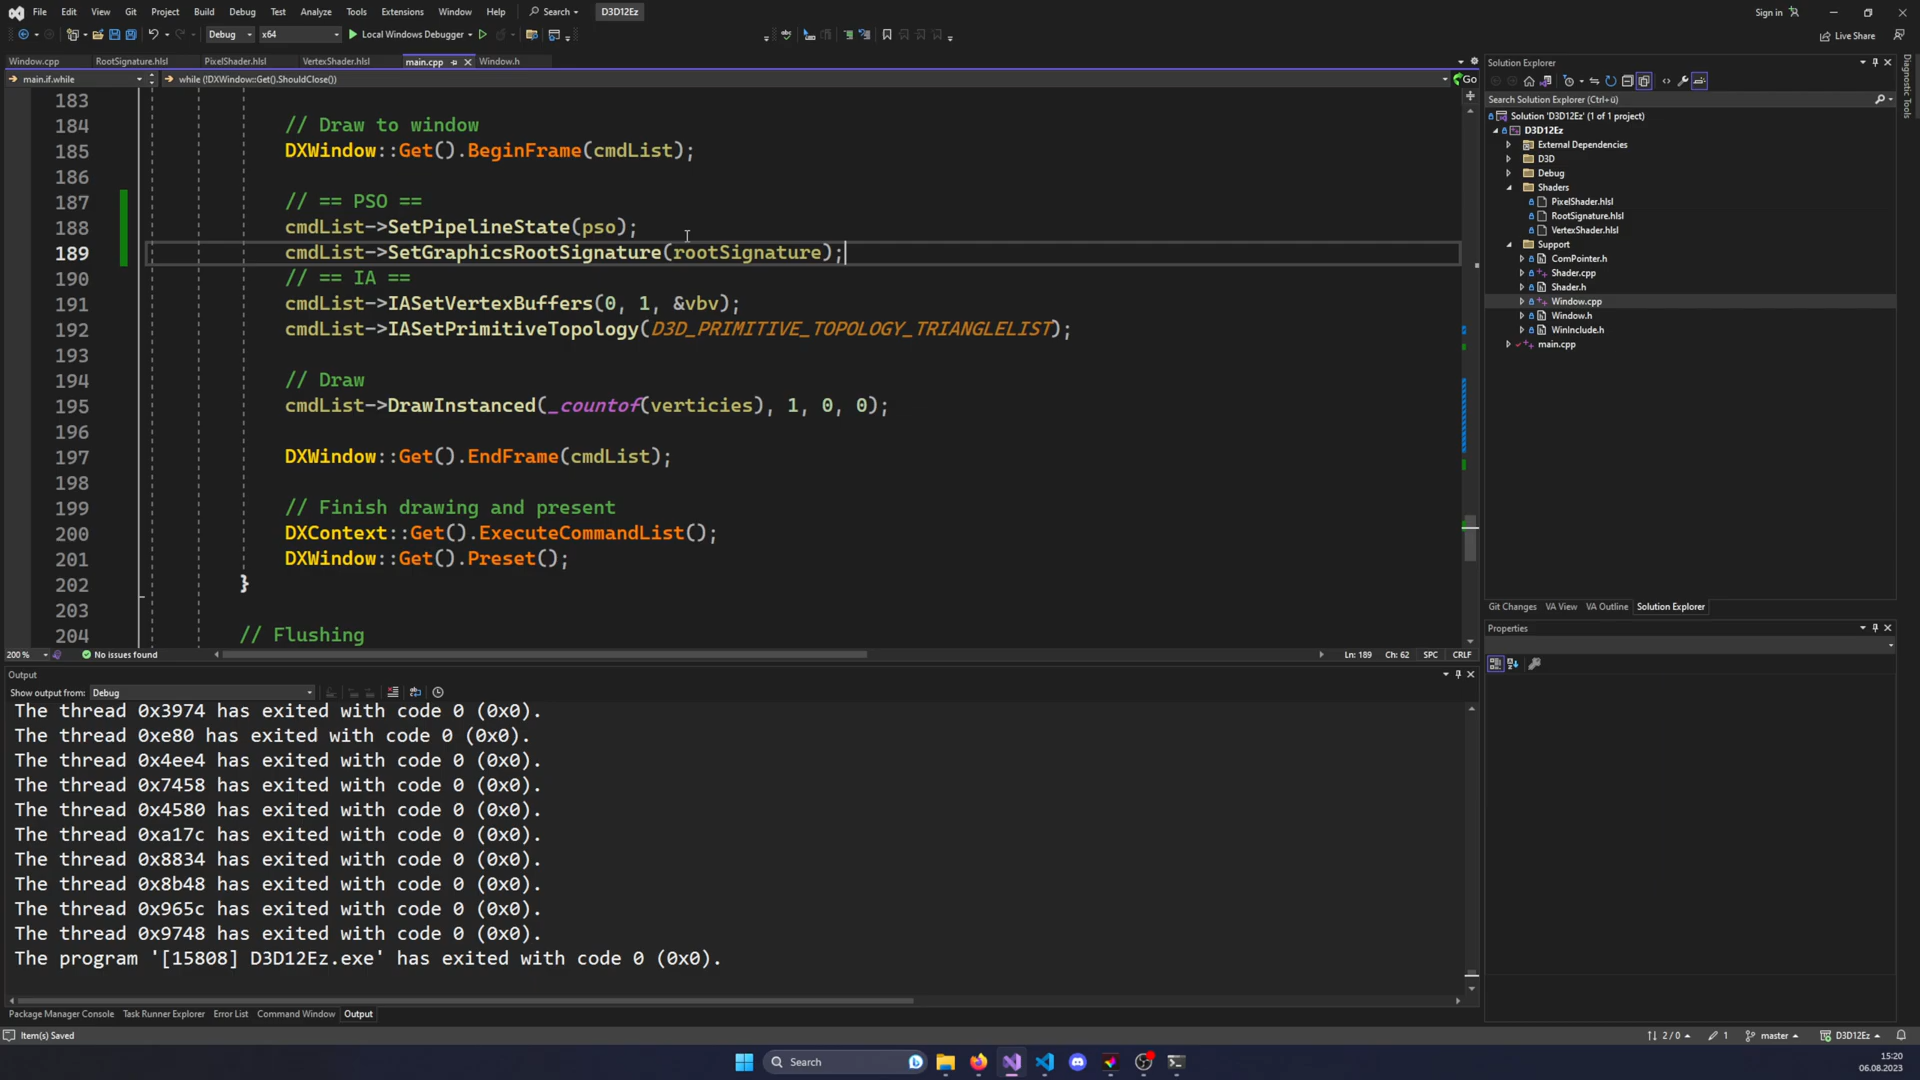 File Edit View Git Project Build Debug Test Analyze Tools Extensions Window Help Search D3D12Ez Sign in
Debug x64 Local Windows Debugger Live Share
Window.cpp RootSignature.hlsl PixelShader.hlsl VertexShader.hlsl main.cpp Window.h
main.if.while while (!DXWindow::Get().ShouldClose()) Go
183
184 // Draw to window
185 DXWindow::Get().BeginFrame(cmdList);
186
187 // == PSO ==
188 cmdList->SetPipelineState(pso);
189 cmdList->SetGraphicsRootSignature(rootSignature);
190 // == IA ==
191 cmdList->IASetVertexBuffers(0, 1, &vbv);
192 cmdList->IASetPrimitiveTopology(D3D_PRIMITIVE_TOPOLOGY_TRIANGLELIST);
193
194 // Draw
195 cmdList->DrawInstanced(_countof(verticies), 1, 0, 0);
196
197 DXWindow::Get().EndFrame(cmdList);
198
199 // Finish drawing and present
200 DXContext::Get().ExecuteCommandList();
201 DXWindow::Get().Preset();
202 }
203
204 // Flushing
200 % No issues found Ln: 189 Ch: 62 SPC CRLF
Output
Show output from: Debug
The thread 0x3974 has exited with code 0 (0x0).
The thread 0xe80 has exited with code 0 (0x0).
The thread 0x4ee4 has exited with code 0 (0x0).
The thread 0x7458 has exited with code 0 (0x0).
The thread 0x4580 has exited with code 0 (0x0).
The thread 0xa17c has exited with code 0 (0x0).
The thread 0x8834 has exited with code 0 (0x0).
The thread 0x8b48 has exited with code 0 (0x0).
The thread 0x965c has exited with code 0 (0x0).
The thread 0x9748 has exited with code 0 (0x0).
The program '[15808] D3D12Ez.exe' has exited with code 0 (0x0).
Package Manager Console Task Runner Explorer Error List Command Window Output
Solution Explorer
Search Solution Explorer (Ctrl+ü)
Solution 'D3D12Ez' (1 of 1 project)
D3D12Ez
External Dependencies
D3D
Debug
Shaders
PixelShader.hlsl
RootSignature.hlsl
VertexShader.hlsl
Support
ComPointer.h
Shader.cpp
Shader.h
Window.cpp
Window.h
WinInclude.h
main.cpp
Git Changes VA View VA Outline Solution Explorer
Properties
Diagnostic Tools
Item(s) Saved 2 / 0 1 master D3D12Ez
Search
15:20
06.08.2023